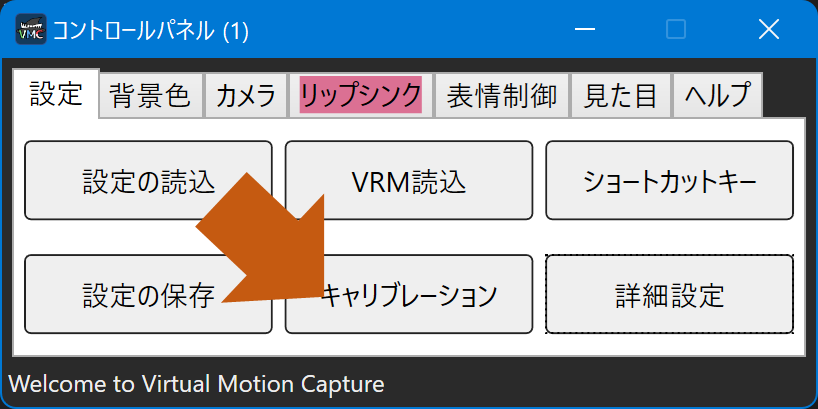 VMC コントロールパネル (1)
設定 背景色 カメラ リップシンク 表情制御 見た目 ヘルプ
設定の読込 VRM読込 ショートカットキー
設定の保存 キャリブレーション 詳細設定
Welcome to Virtual Motion Capture